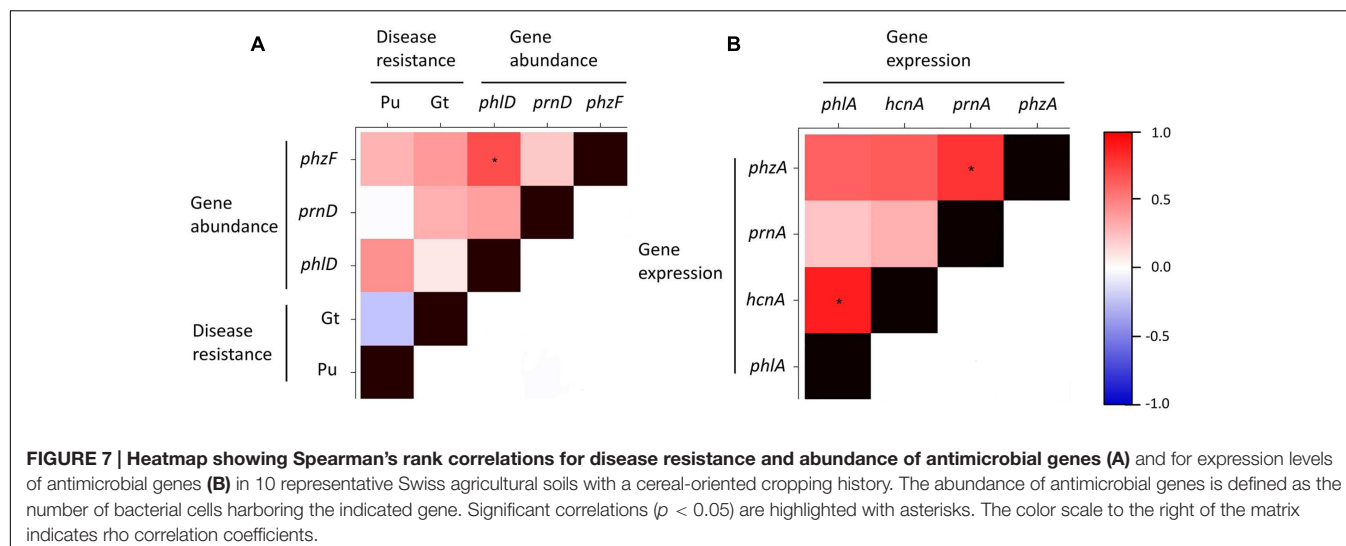 A
Disease
resistance
Gene
abundance
Pu Gt phlD prnD phzF
Gene
abundance
phzF
*
prnD
phlD
Disease
resistance
Gt
Pu
B
Gene
expression
phlA hcnA prnA phzA
Gene
expression
phzA
*
prnA
hcnA
*
phlA
1.0
0.5
0.0
-0.5
-1.0
FIGURE 7 | Heatmap showing Spearman's rank correlations for disease resistance and abundance of antimicrobial genes (A) and for expression levels
of antimicrobial genes (B) in 10 representative Swiss agricultural soils with a cereal-oriented cropping history. The abundance of antimicrobial genes is defined as the
number of bacterial cells harboring the indicated gene. Significant correlations (p < 0.05) are highlighted with asterisks. The color scale to the right of the matrix
indicates rho correlation coefficients.